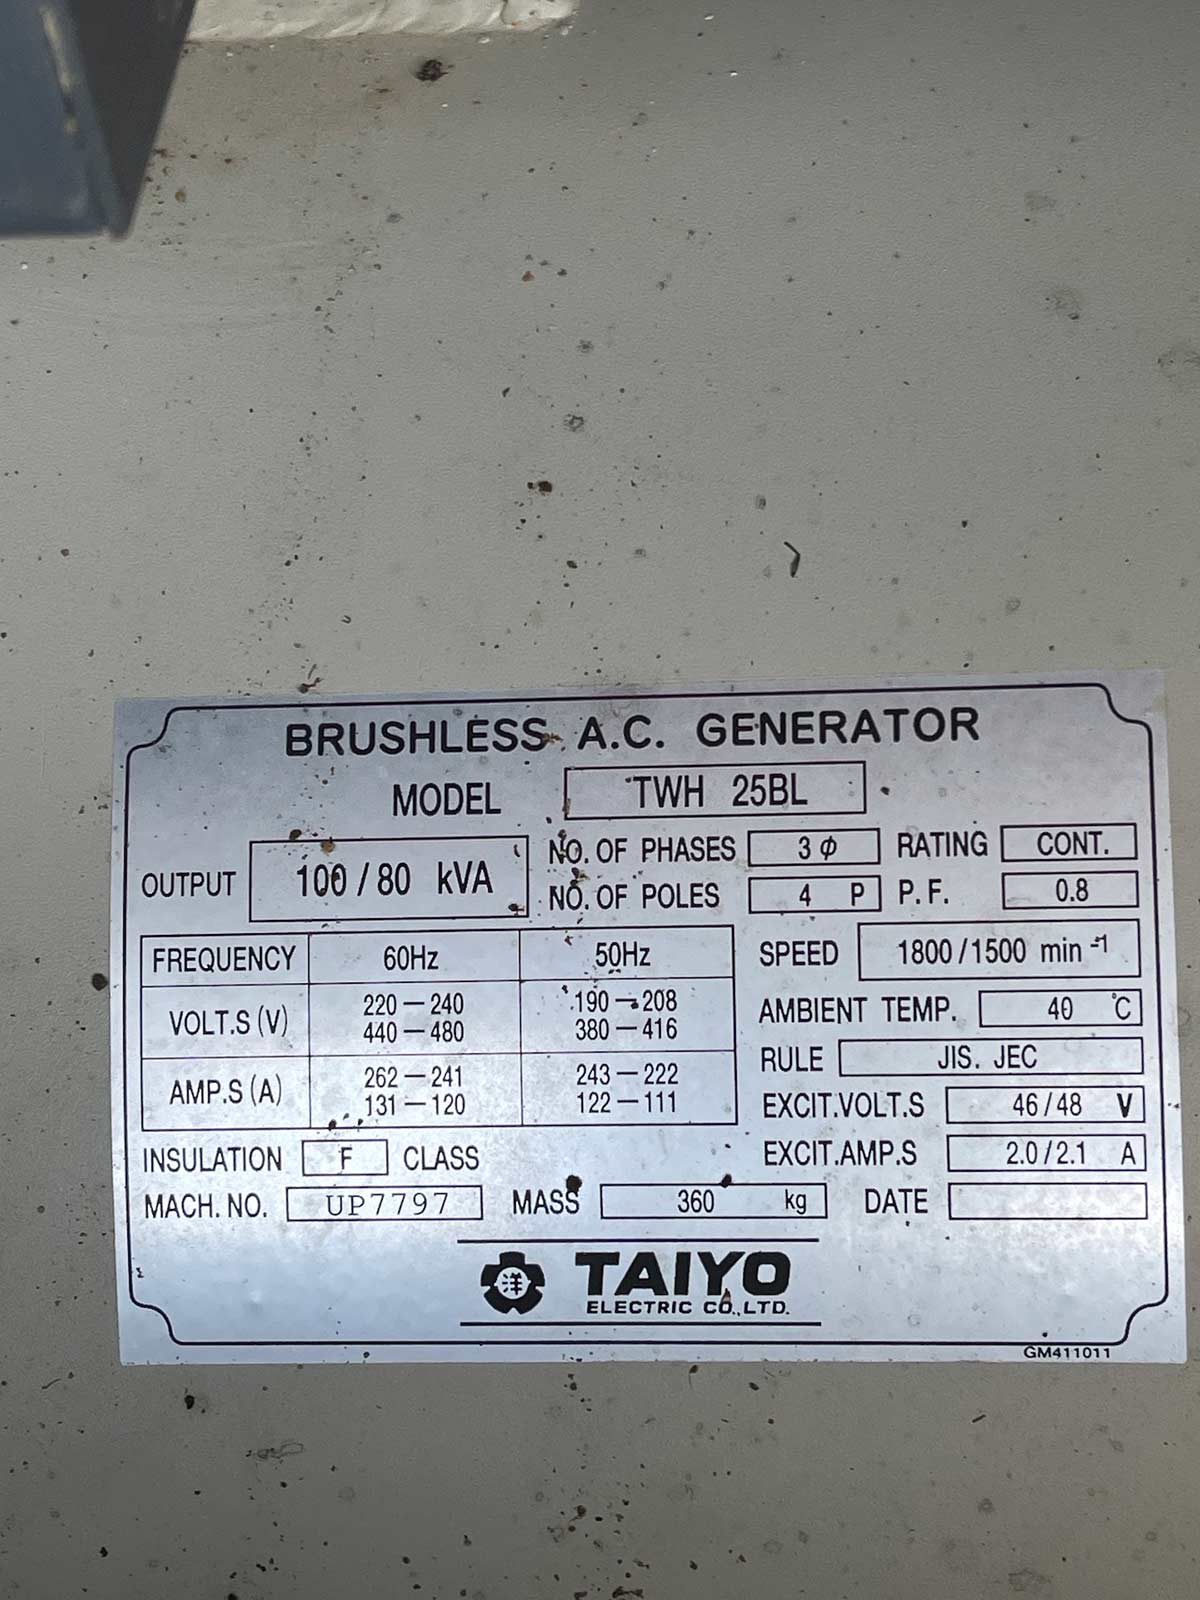 BRUSHLESS A.C. GENERATOR
MODEL TWH 25BL
OUTPUT 100/80 kVA
NO. OF PHASES 3φ RATING CONT.
NO. OF POLES 4 P P.F. 0.8
FREQUENCY 60Hz 50Hz
VOLT.S (V) 220-240 190-208
440-480 380-416
AMP.S (A) 262-241 243-222
131-120 122-111
SPEED 1800/1500 min⁻¹
AMBIENT TEMP. 40 °C
RULE JIS. JEC
EXCIT.VOLT.S 46/48 V
EXCIT.AMP.S 2.0/2.1 A
INSULATION F CLASS
MACH. NO. UP7797 MASS 360 kg DATE
洋 TAIYO
ELECTRIC CO.,LTD.
GM411011